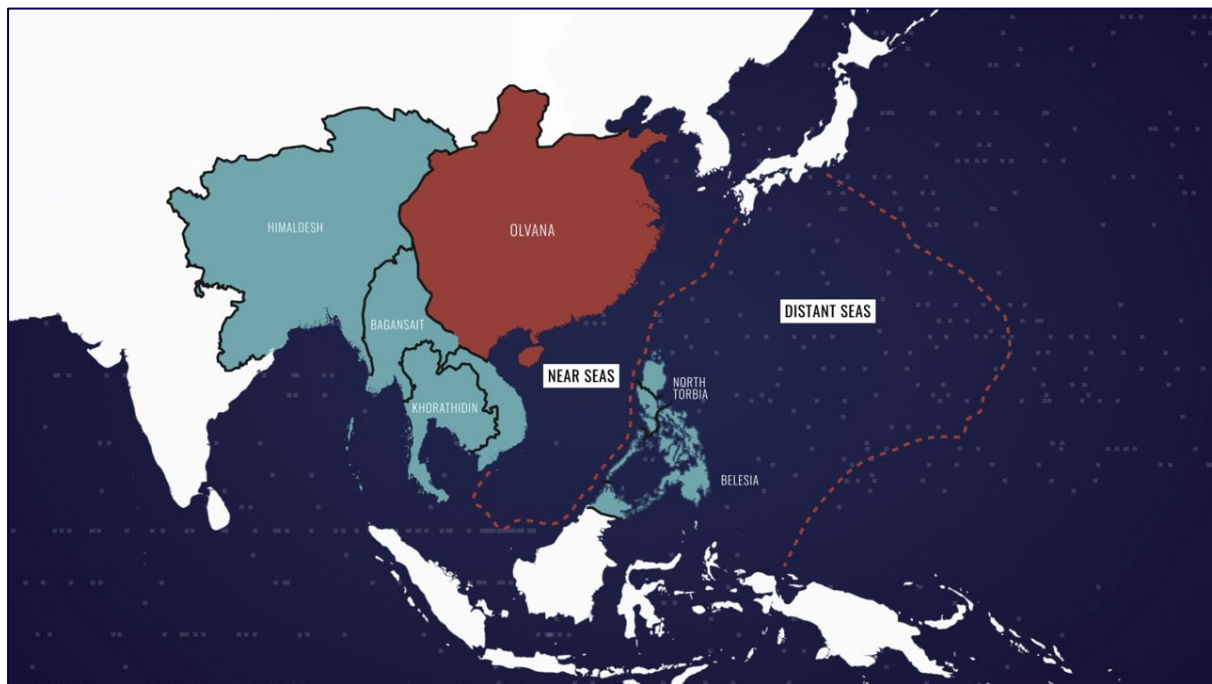 HIMALDESH
OLVANA
BAGANSAIT
KHORATHIDIN
NEAR SEAS
DISTANT SEAS
NORTH
TORBIA
BELESIA